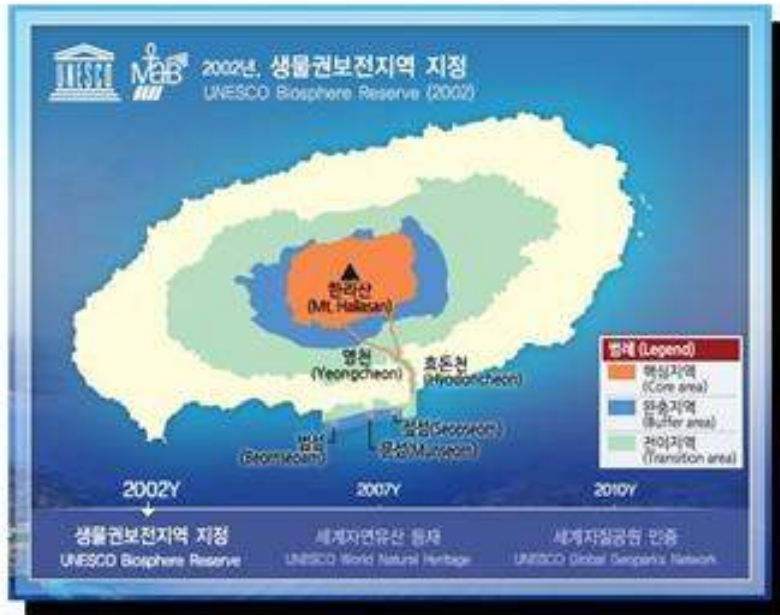 UNESCO MaB
2002년, 생물권보전지역 지정
UNESCO Biosphere Reserve (2002)
한라산
(Mt. Hallasan)
영천
(Yeongcheon)
효돈천
(Hyodoncheon)
섭섬(Seopseom)
문섬(Munseom)
범섬
(Beomseom)
범례 (Legend)
핵심지역
(Core area)
완충지역
(Buffer area)
전이지역
(Transition area)
2002Y
2007Y
2010Y
생물권보전지역 지정
세계자연유산 등재
세계지질공원 인증
UNESCO Biosphere Reserve
UNESCO World Natural Heritage
UNESCO Global Geoparks Network